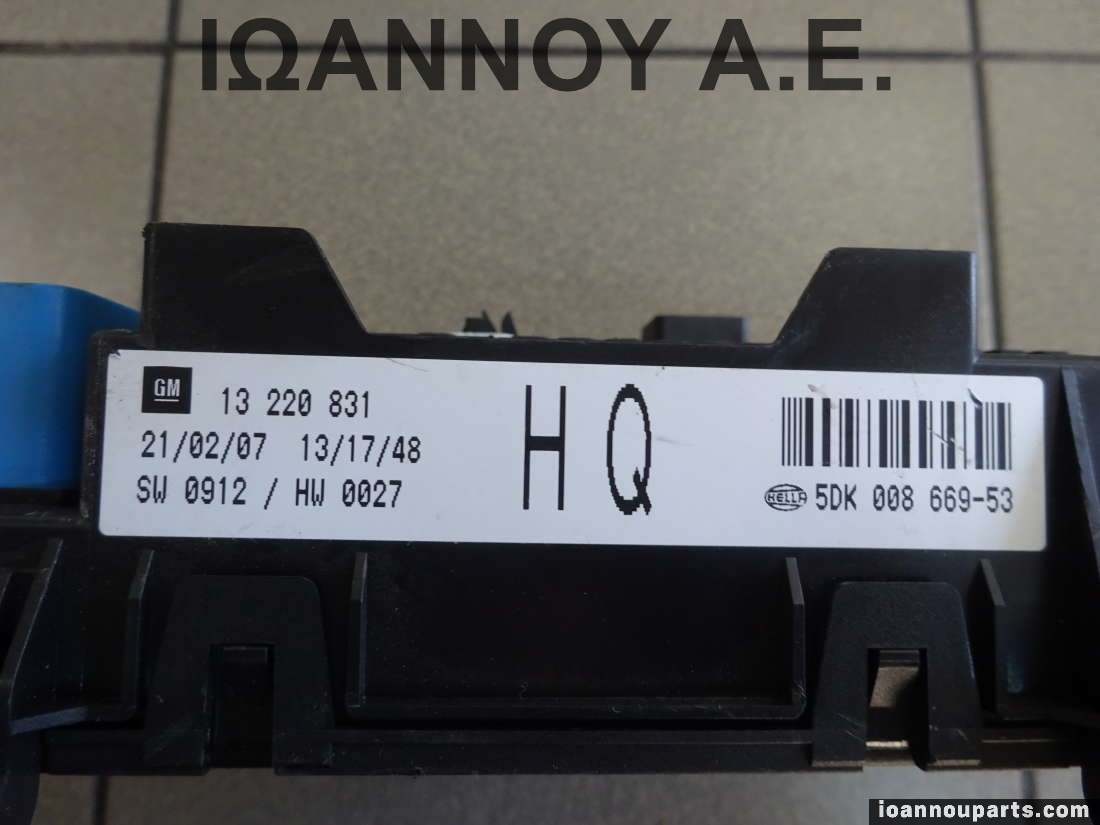 ΙΩΑΝΝΟΥ Α.Ε.
GM 13 220 831
21/02/07 13/17/48
SW 0912 / HW 0027
H Q
HELLA 5DK 008 669-53
ioannouparts.com